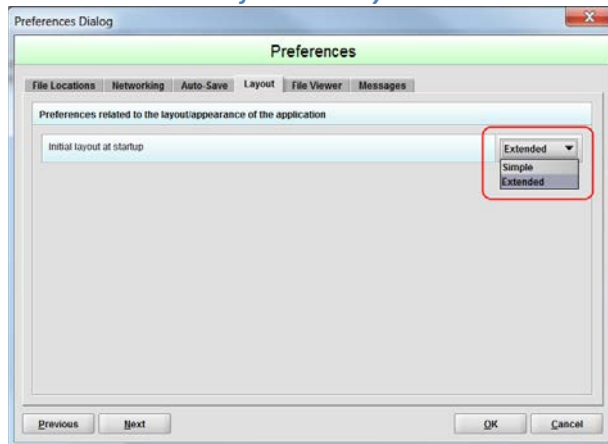 Preferences Dialog
Preferences
File Locations Networking Auto-Save Layout File Viewer Messages
Preferences related to the layout/appearance of the application
Initial layout at startup Extended
Simple
Extended
Previous Next OK Cancel